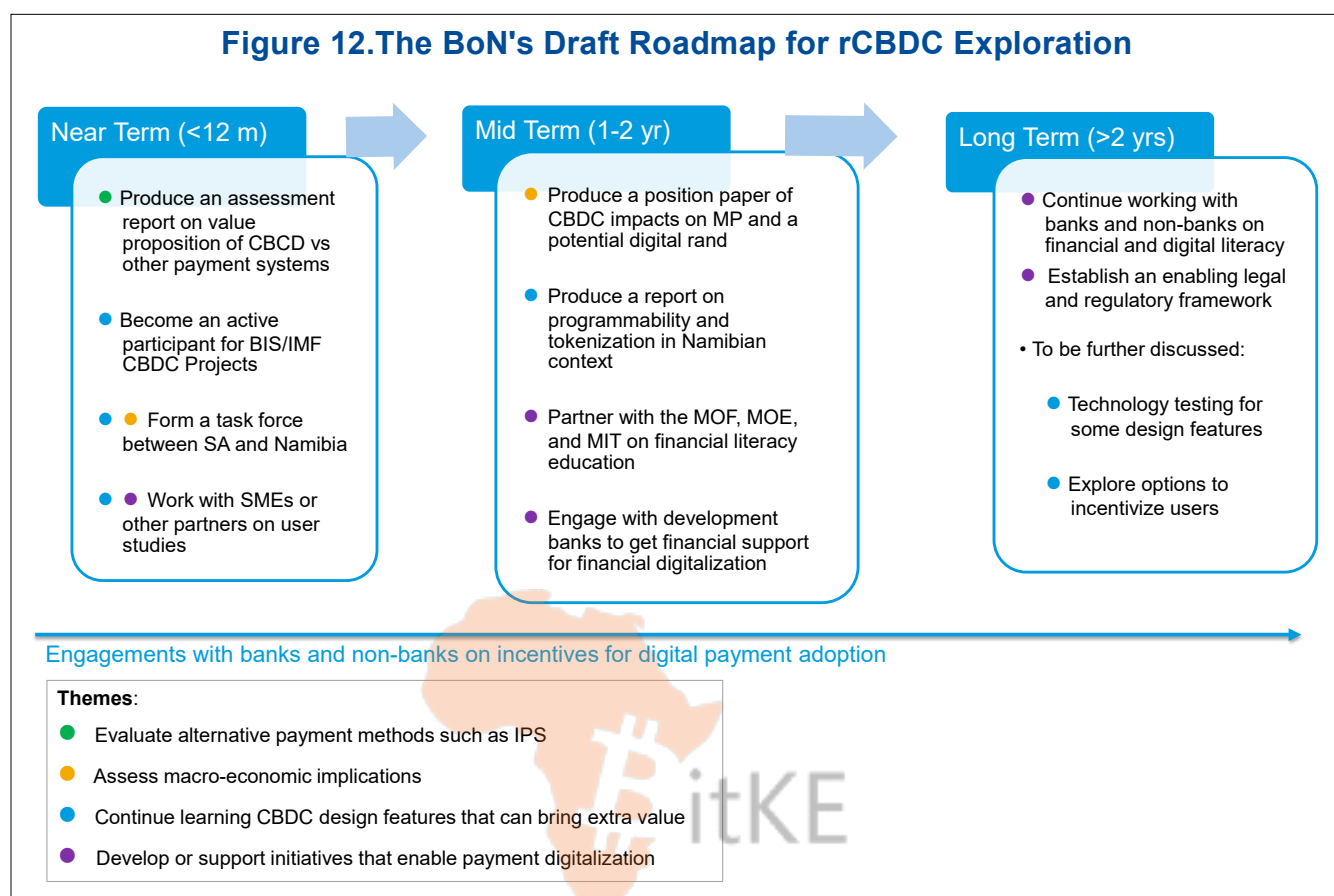 Figure 12.The BoN's Draft Roadmap for rCBDC Exploration
Near Term (<12 m)
● Produce an assessment
report on value
proposition of CBCD vs
other payment systems
● Become an active
participant for BIS/IMF
CBDC Projects
● ● Form a task force
between SA and Namibia
● ● Work with SMEs or
other partners on user
studies
Mid Term (1-2 yr)
● Produce a position paper of
CBDC impacts on MP and a
potential digital rand
● Produce a report on
programmability and
tokenization in Namibian
context
● Partner with the MOF, MOE,
and MIT on financial literacy
education
● Engage with development
banks to get financial support
for financial digitalization
Long Term (>2 yrs)
● Continue working with
banks and non-banks on
financial and digital literacy
● Establish an enabling legal
and regulatory framework
• To be further discussed:
● Technology testing for
some design features
● Explore options to
incentivize users
Engagements with banks and non-banks on incentives for digital payment adoption
Themes:
● Evaluate alternative payment methods such as IPS
● Assess macro-economic implications
● Continue learning CBDC design features that can bring extra value
● Develop or support initiatives that enable payment digitalization
BitKE